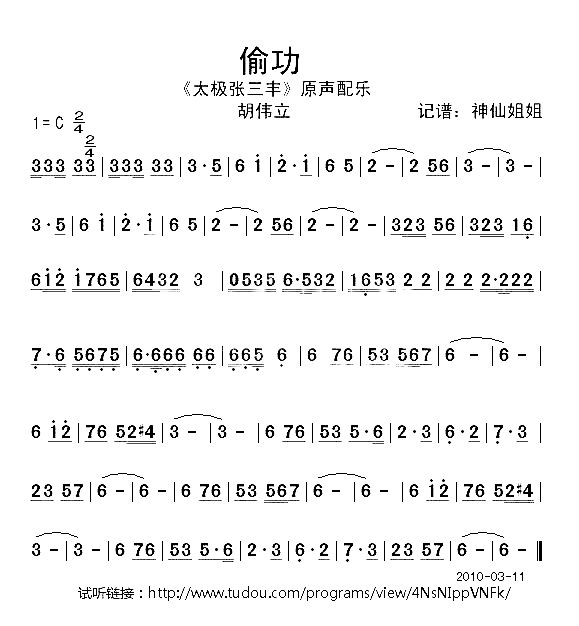 偷功
《太极张三丰》原声配乐
胡伟立 记谱：神仙姐姐
1=C 2/4
2/4
333 33|333 33|3·5|6 i|2·i|6 5|2-|2 56|3-|3-|
3·5|6 i|2·i|6 5|2-|2 56|2-|2-|323 56|323 16|
6i2 i765|6432 3|0535 6·532|1653 2 2|2 2 2·222|
7·6 5675|6·666 66|665 6|6 76|53 567|6-|6-|
6 i2|76 52#4|3-|3-|6 76|53 5·6|2·3|6·2|7·3|
23 57|6-|6-|6 76|53 567|6-|6-|6 i2|76 52#4|
3-|3-|6 76|53 5·6|2·3|6·2|7·3|23 57|6-|6-‖
2010-03-11
试听链接：http://www.tudou.com/programs/view/4NsNIppVNFk/